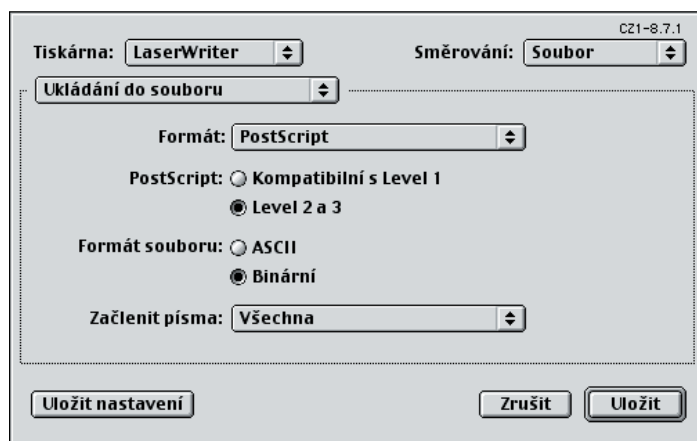 CZ1-8.7.1
Tiskárna: LaserWriter Směrování: Soubor
Ukládání do souboru
Formát: PostScript
PostScript: Kompatibilní s Level 1
Level 2 a 3
Formát souboru: ASCII
Binární
Začlenit písma: Všechna
Uložit nastavení Zrušit Uložit